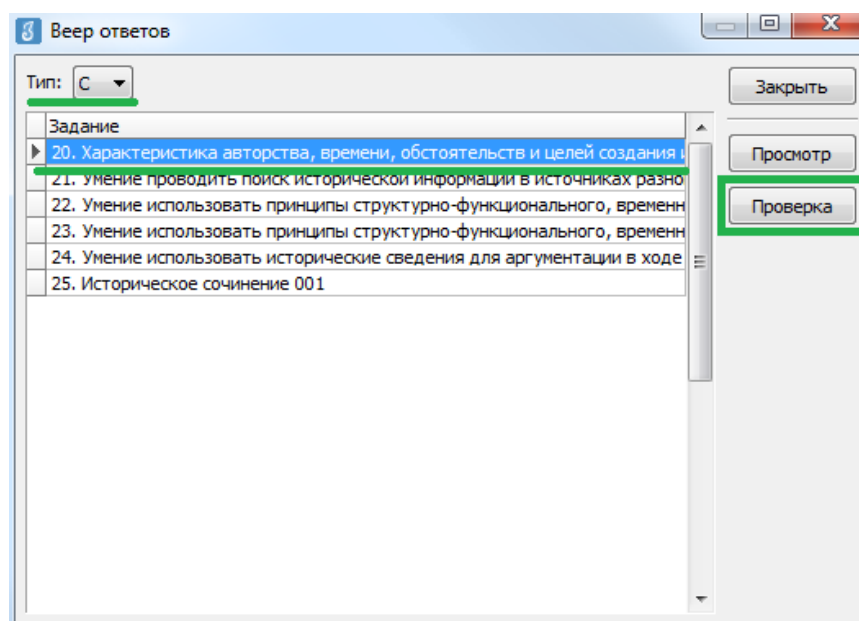 Веер ответов
Тип: С
Закрыть
Задание
20. Характеристика авторства, времени, обстоятельств и целей создания и
Просмотр
21. Умение проводить поиск исторической информации в источниках разно
22. Умение использовать принципы структурно-функционального, временн
Проверка
23. Умение использовать принципы структурно-функционального, временн
24. Умение использовать исторические сведения для аргументации в ходе
25. Историческое сочинение 001